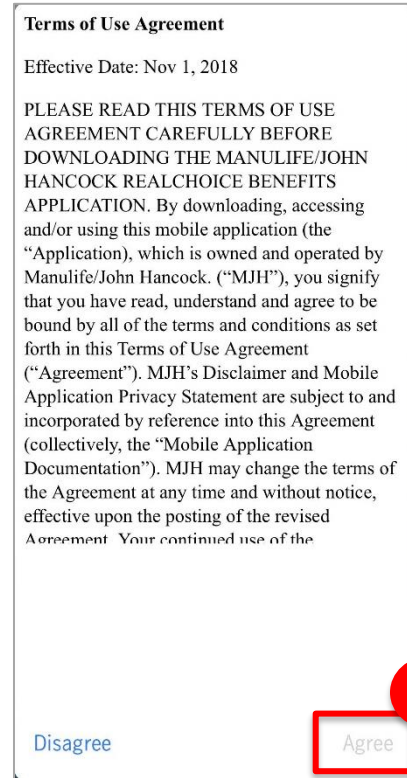 Terms of Use Agreement
Effective Date: Nov 1, 2018
PLEASE READ THIS TERMS OF USE
AGREEMENT CAREFULLY BEFORE
DOWNLOADING THE MANULIFE/JOHN
HANCOCK REALCHOICE BENEFITS
APPLICATION. By downloading, accessing
and/or using this mobile application (the
“Application), which is owned and operated by
Manulife/John Hancock. (“MJH”), you signify
that you have read, understand and agree to be
bound by all of the terms and conditions as set
forth in this Terms of Use Agreement
(“Agreement”). MJH’s Disclaimer and Mobile
Application Privacy Statement are subject to and
incorporated by reference into this Agreement
(collectively, the “Mobile Application
Documentation”). MJH may change the terms of
the Agreement at any time and without notice,
effective upon the posting of the revised
Agreement. Your continued use of the
Disagree
Agree